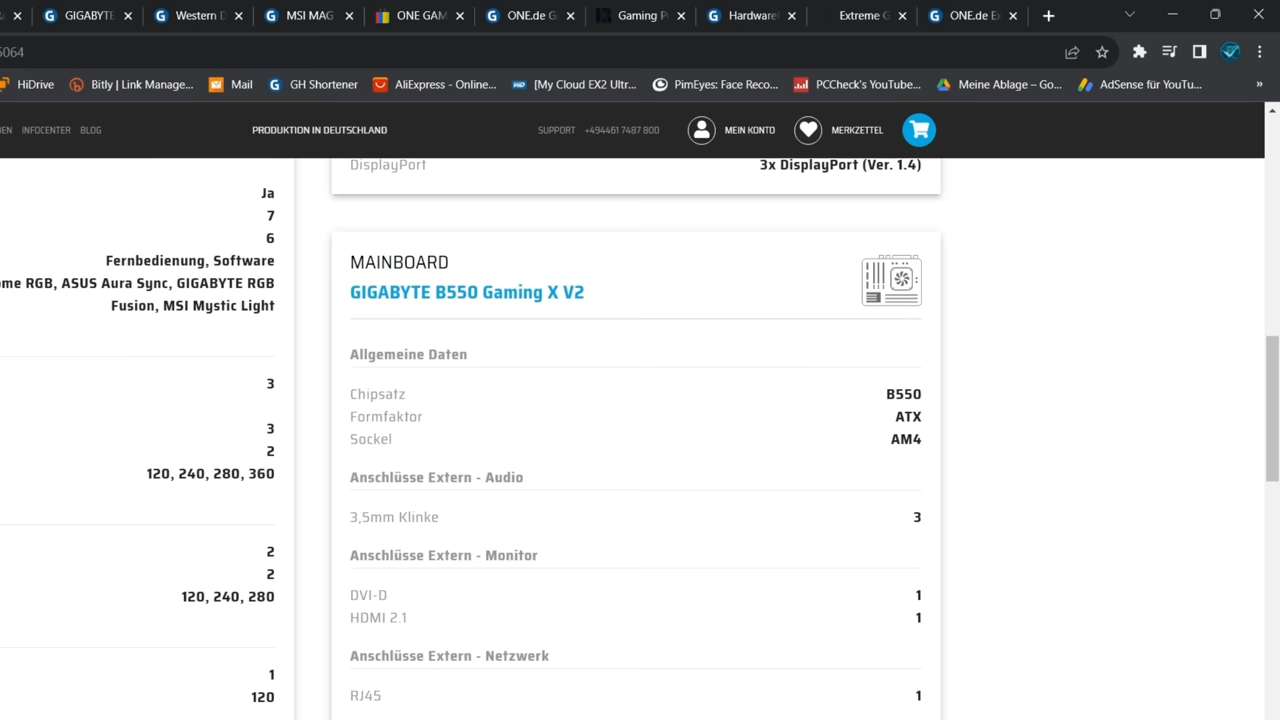 GIGABYTE
Western D
MSI MAG
ONE GAM
ONE.de G
Gaming P
Hardware
Extreme G
ONE.de E
5064
HiDrive
Bitly | Link Manage...
Mail
GH Shortener
AliExpress - Online...
[My Cloud EX2 Ultr...
PimEyes: Face Reco...
PCCheck's YouTube...
Meine Ablage – Go...
AdSense für YouTu...
»
EN INFOCENTER BLOG
PRODUKTION IN DEUTSCHLAND
SUPPORT +494461 7487 800
MEIN KONTO
MERKZETTEL
DisplayPort 3x DisplayPort (Ver. 1.4)
Ja
7
6
Fernbedienung, Software
me RGB, ASUS Aura Sync, GIGABYTE RGB
Fusion, MSI Mystic Light
3
3
2
120, 240, 280, 360
2
2
120, 240, 280
1
120
MAINBOARD
GIGABYTE B550 Gaming X V2
Allgemeine Daten
Chipsatz B550
Formfaktor ATX
Sockel AM4
Anschlüsse Extern - Audio
3,5mm Klinke 3
Anschlüsse Extern - Monitor
DVI-D 1
HDMI 2.1 1
Anschlüsse Extern - Netzwerk
RJ45 1